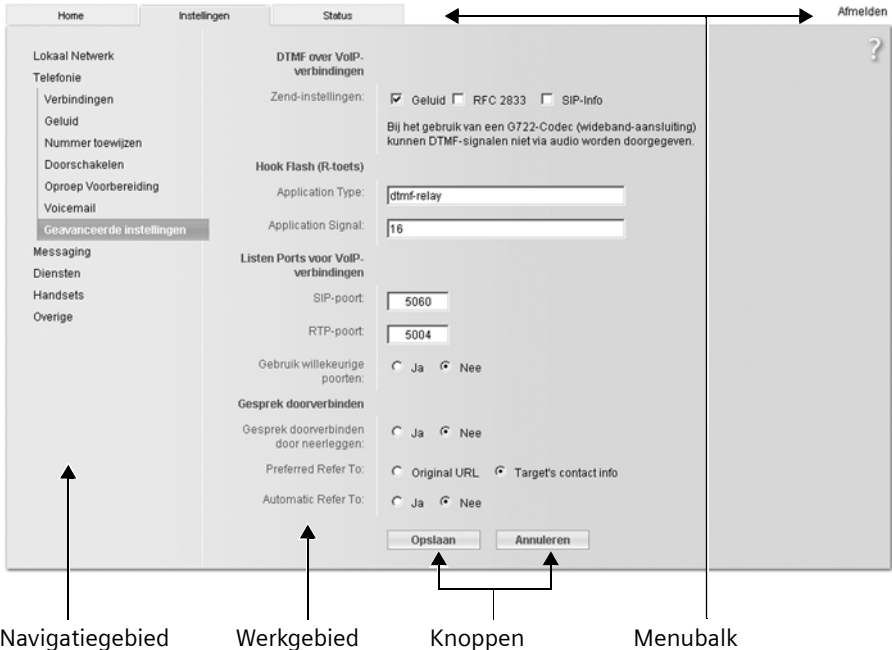 Home Instellingen Status Afmelden
?
Lokaal Netwerk
Telefonie
Verbindingen
Geluid
Nummer toewijzen
Doorschakelen
Oproep Voorbereiding
Voicemail
Geavanceerde instellingen
Messaging
Diensten
Handsets
Overige
DTMF over VoIP-
verbindingen
Zend-instellingen: Geluid RFC 2833 SIP-Info
Bij het gebruik van een G722-Codec (wideband-aansluiting)
kunnen DTMF-signalen niet via audio worden doorgegeven.
Hook Flash (R-toets)
Application Type: dtmf-relay
Application Signal: 16
Listen Ports voor VoIP-
verbindingen
SIP-poort: 5060
RTP-poort: 5004
Gebruik willekeurige
poorten: Ja Nee
Gesprek doorverbinden
Gesprek doorverbinden
door neerleggen: Ja Nee
Preferred Refer To: Original URL Target's contact info
Automatic Refer To: Ja Nee
Opslaan Annuleren
Navigatiegebied Werkgebied Knoppen Menubalk